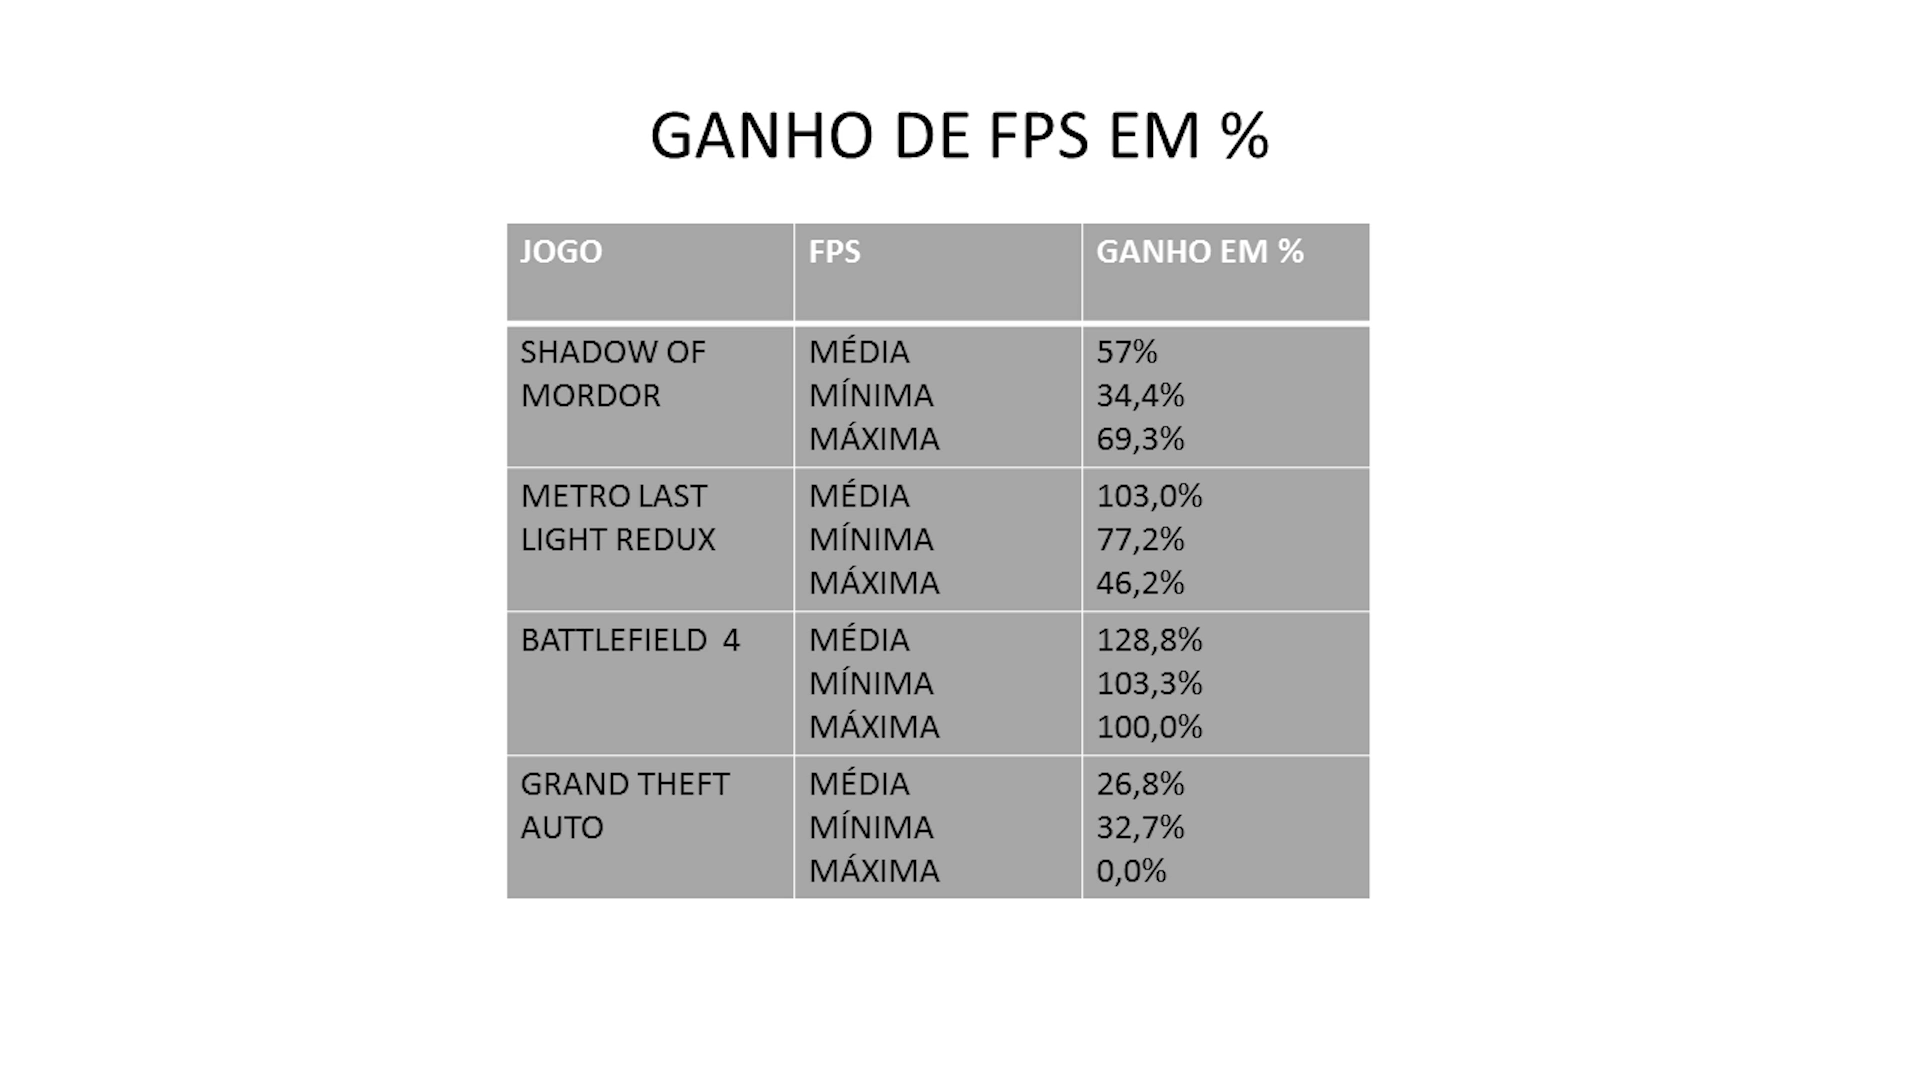 GANHO DE FPS EM %
JOGO FPS GANHO EM %
SHADOW OF MÉDIA 57%
MORDOR MÍNIMA 34,4%
MÁXIMA 69,3%
METRO LAST MÉDIA 103,0%
LIGHT REDUX MÍNIMA 77,2%
MÁXIMA 46,2%
BATTLEFIELD 4 MÉDIA 128,8%
MÍNIMA 103,3%
MÁXIMA 100,0%
GRAND THEFT MÉDIA 26,8%
AUTO MÍNIMA 32,7%
MÁXIMA 0,0%